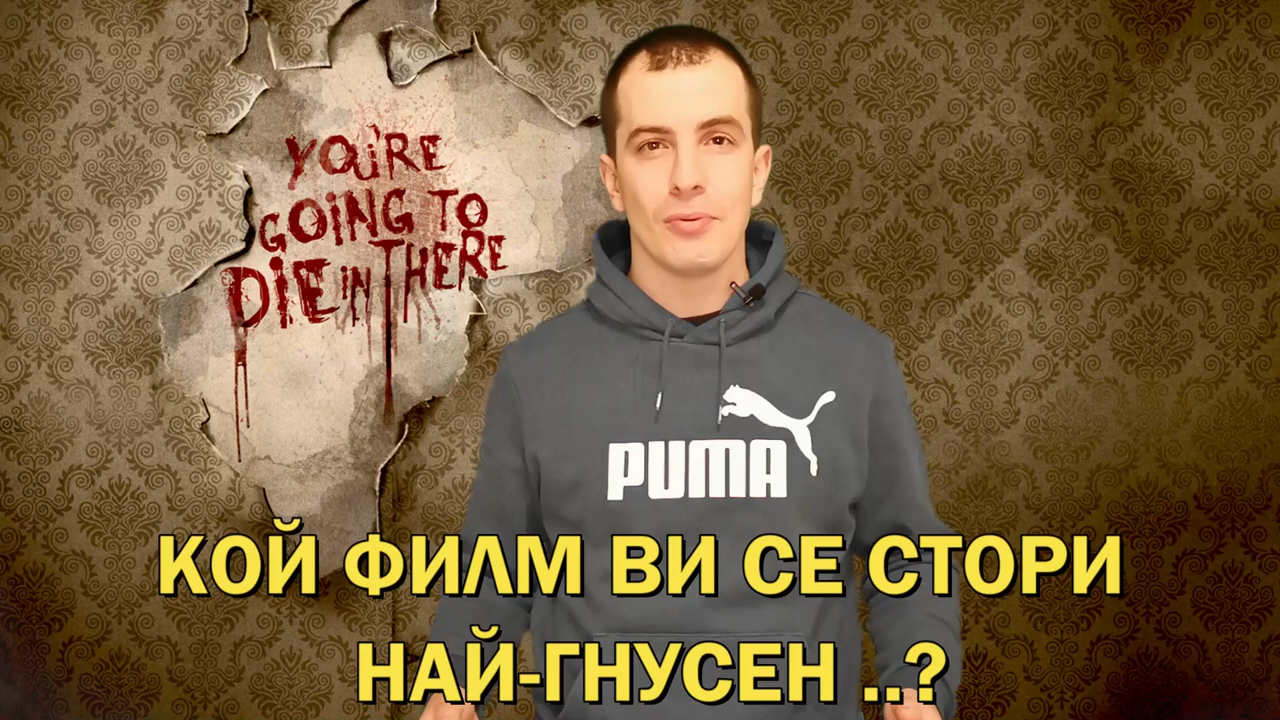 YOU'RE
GOING TO
DIE IN THERE
PUMA
КОЙ ФИЛМ ВИ СЕ СТОРИ
НАЙ-ГНУСЕН ..?